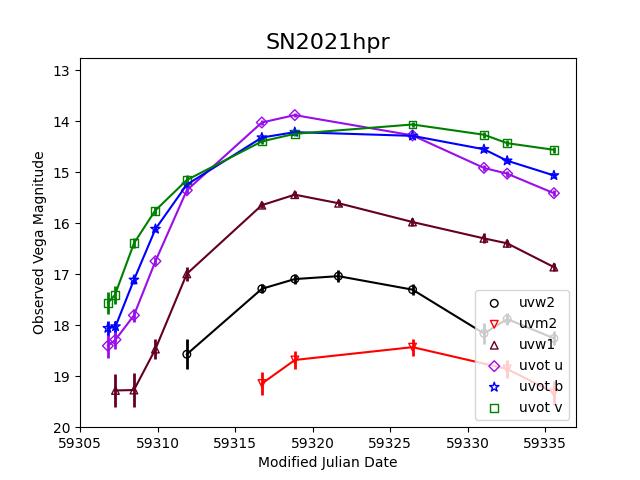 SN2021hpr
Observed Vega Magnitude
13
14
15
16
17
18
19
20
59305 59310 59315 59320 59325 59330 59335
Modified Julian Date
uvw2
uvm2
uvw1
uvot u
uvot b
uvot v